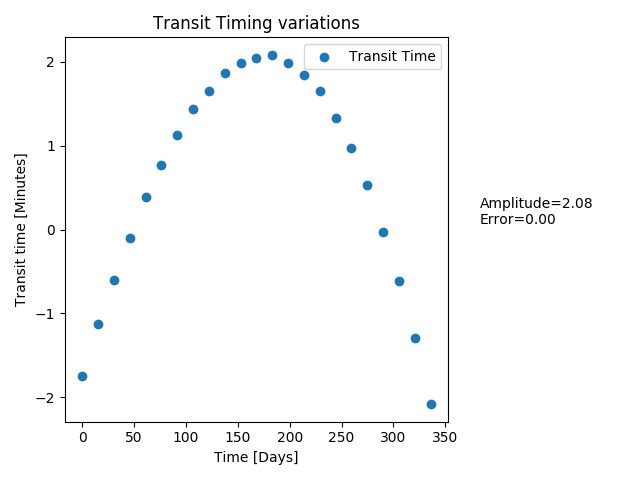 Transit Timing variations
Transit Time
2
1
0
−1
−2
Transit time [Minutes]
0
50
100
150
200
250
300
350
Time [Days]
Amplitude=2.08
Error=0.00